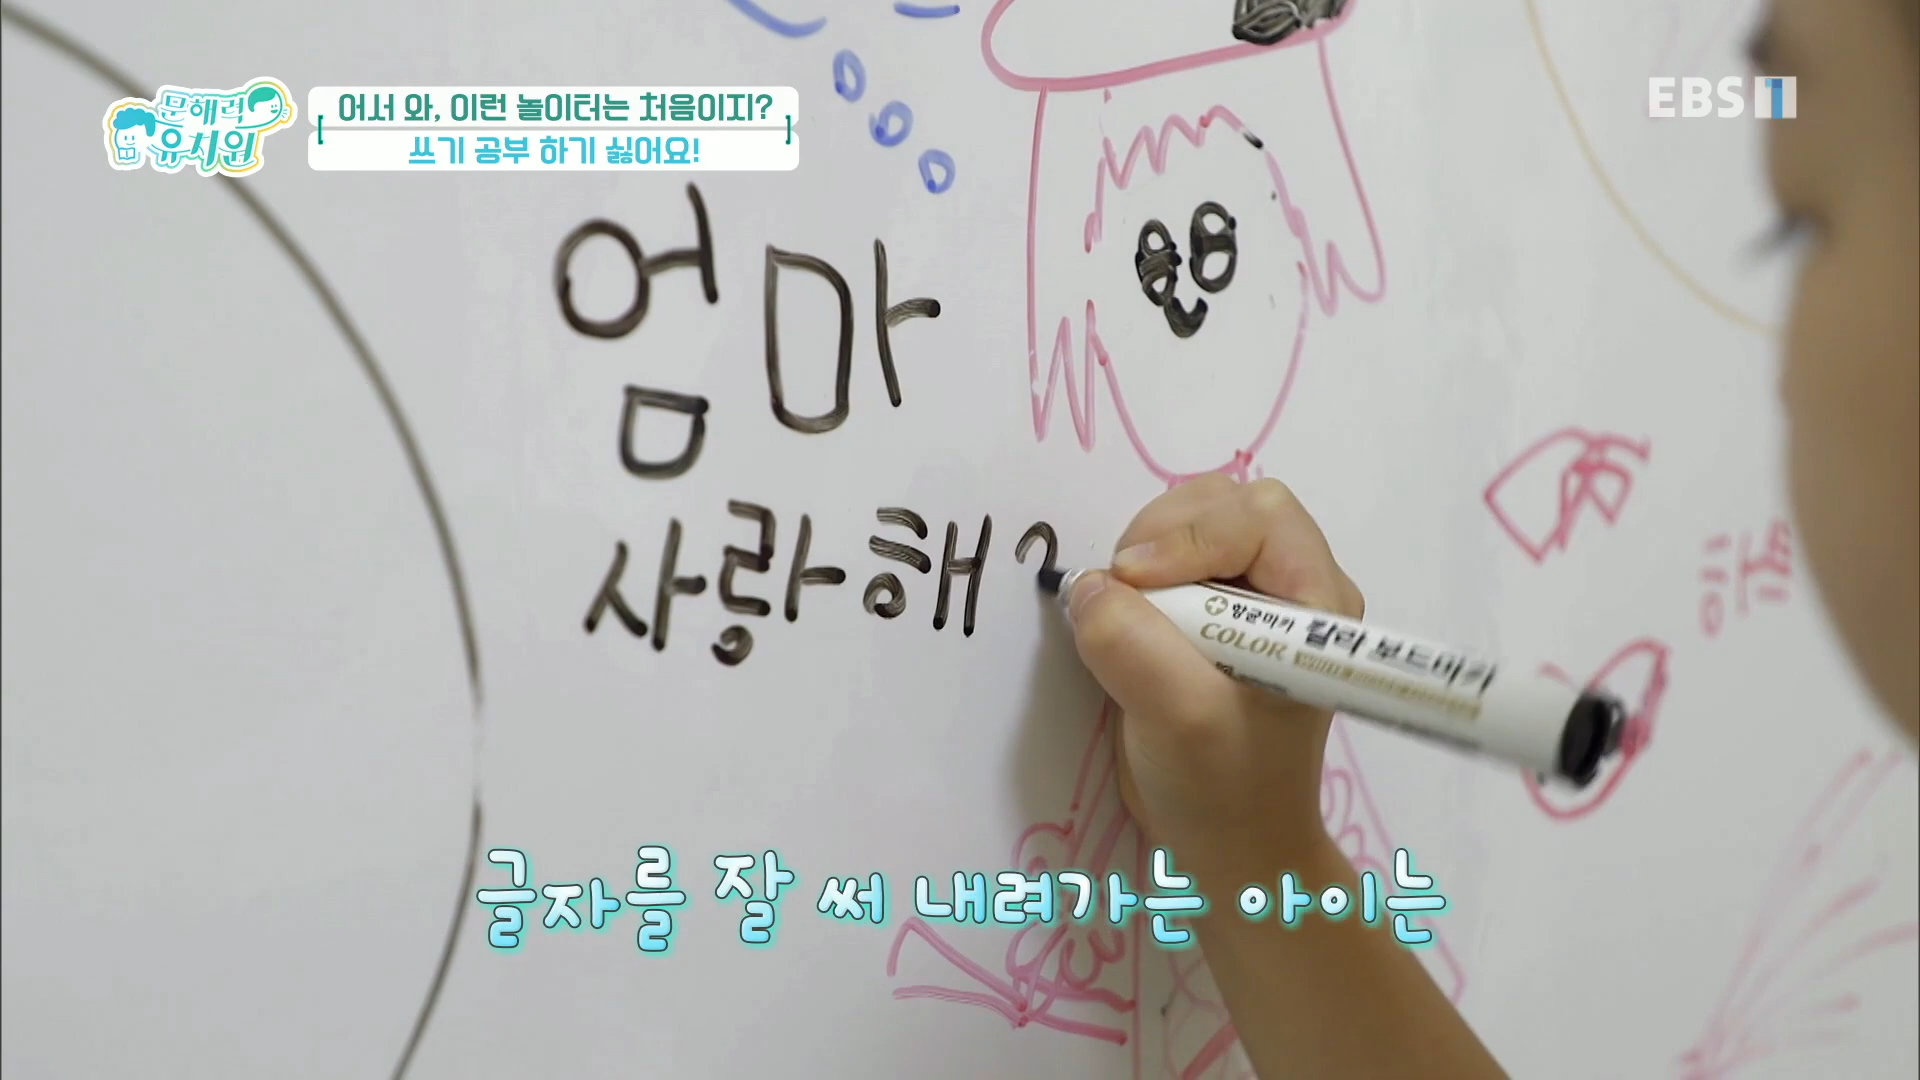 문해력
유치원
어서 와, 이런 놀이터는 처음이지?
쓰기 공부 하기 싫어요!
EBS 1
엄마
사랑해
항균마카 칼라 보드마카
COLOR
글자를 잘 써 내려가는 아이는